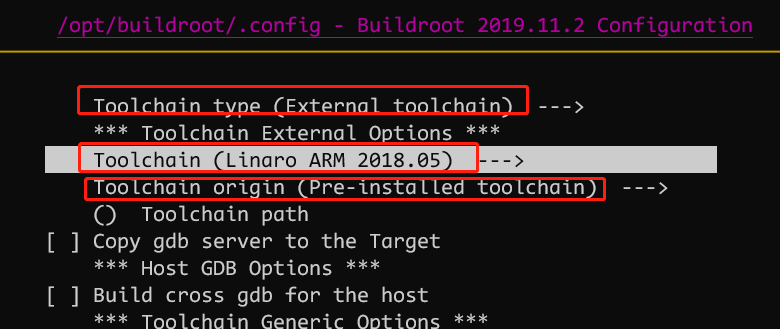 /opt/buildroot/.config - Buildroot 2019.11.2 Configuration
Toolchain type (External toolchain) --->
*** Toolchain External Options ***
Toolchain (Linaro ARM 2018.05) --->
Toolchain origin (Pre-installed toolchain) --->
() Toolchain path
[ ] Copy gdb server to the Target
*** Host GDB Options ***
[ ] Build cross gdb for the host
*** Toolchain Generic Options ***